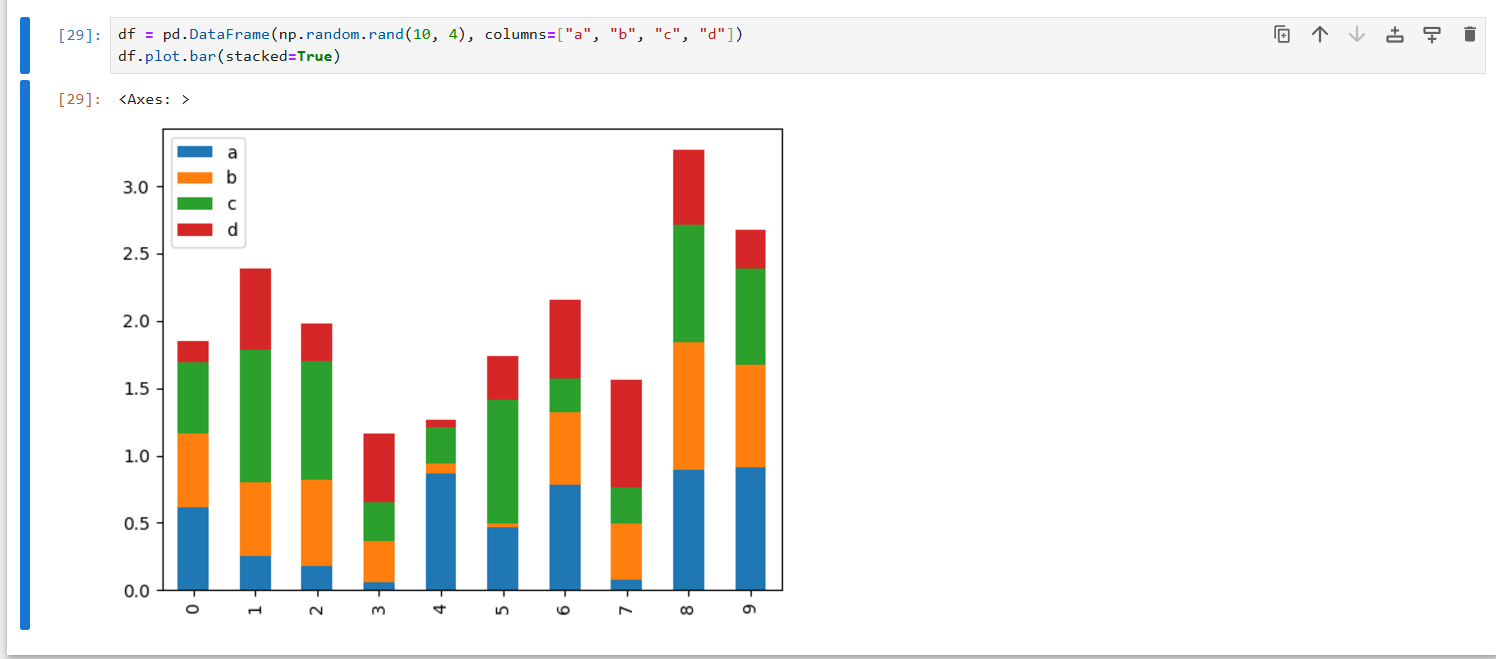 [29]: df = pd.DataFrame(np.random.rand(10, 4), columns=["a", "b", "c", "d"])
df.plot.bar(stacked=True)
[29]: <Axes: >
a
b
c
d
3.0
2.5
2.0
1.5
1.0
0.5
0.0
0 1 2 3 4 5 6 7 8 9